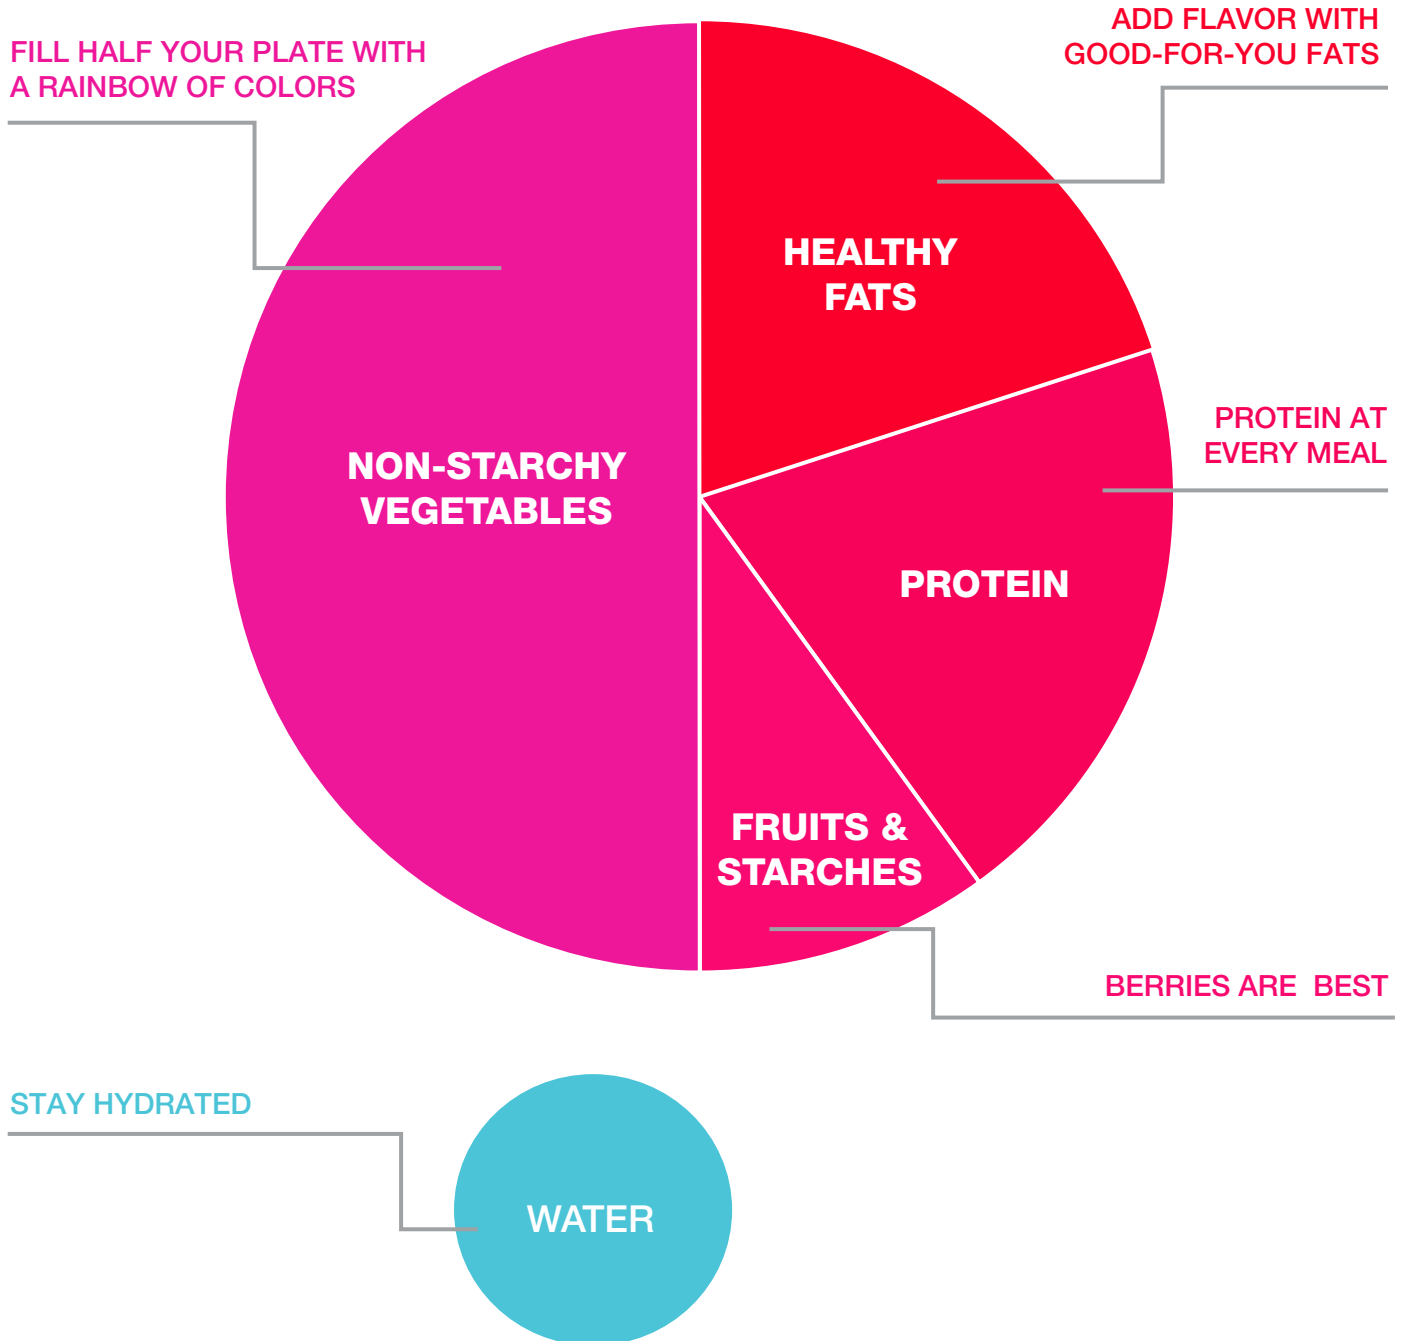 FILL HALF YOUR PLATE WITH
A RAINBOW OF COLORS
ADD FLAVOR WITH
GOOD-FOR-YOU FATS
HEALTHY
FATS
PROTEIN AT
EVERY MEAL
NON-STARCHY
VEGETABLES
PROTEIN
FRUITS &
STARCHES
BERRIES ARE  BEST
STAY HYDRATED
WATER